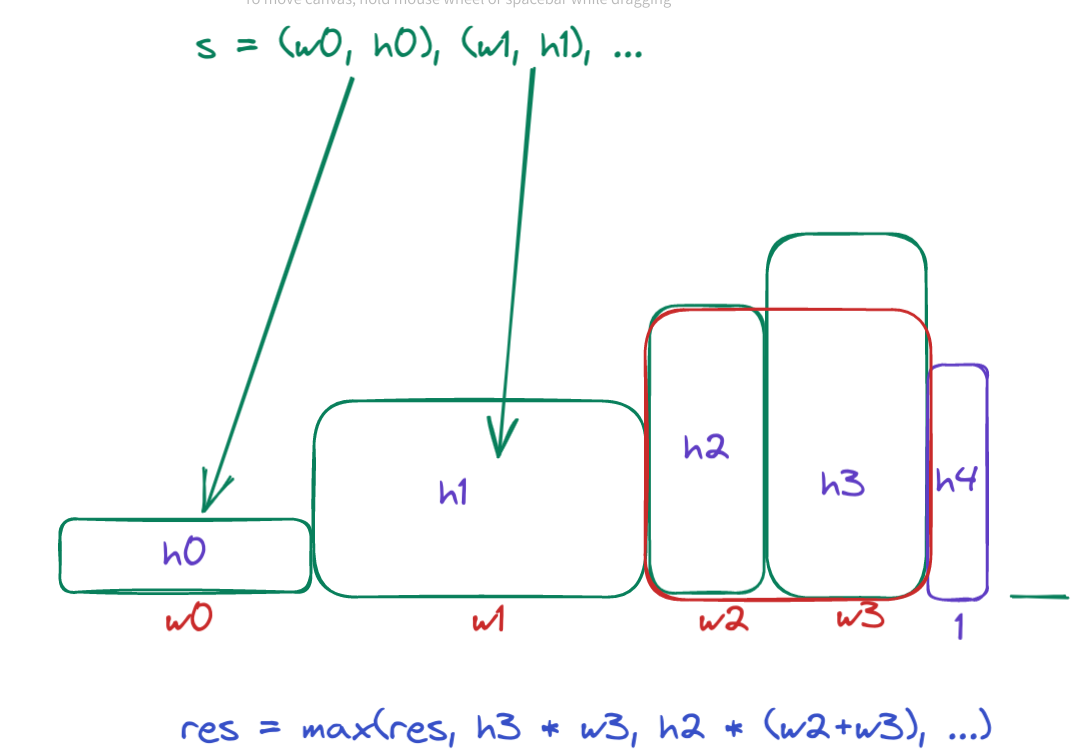 To move canvas, hold mouse wheel or spacebar while dragging
s = (w0, h0), (w1, h1), ...
h2
h3
h4
h1
h0
w0
w1
w2
w3
1
res = max(res, h3 * w3, h2 * (w2+w3), ...)